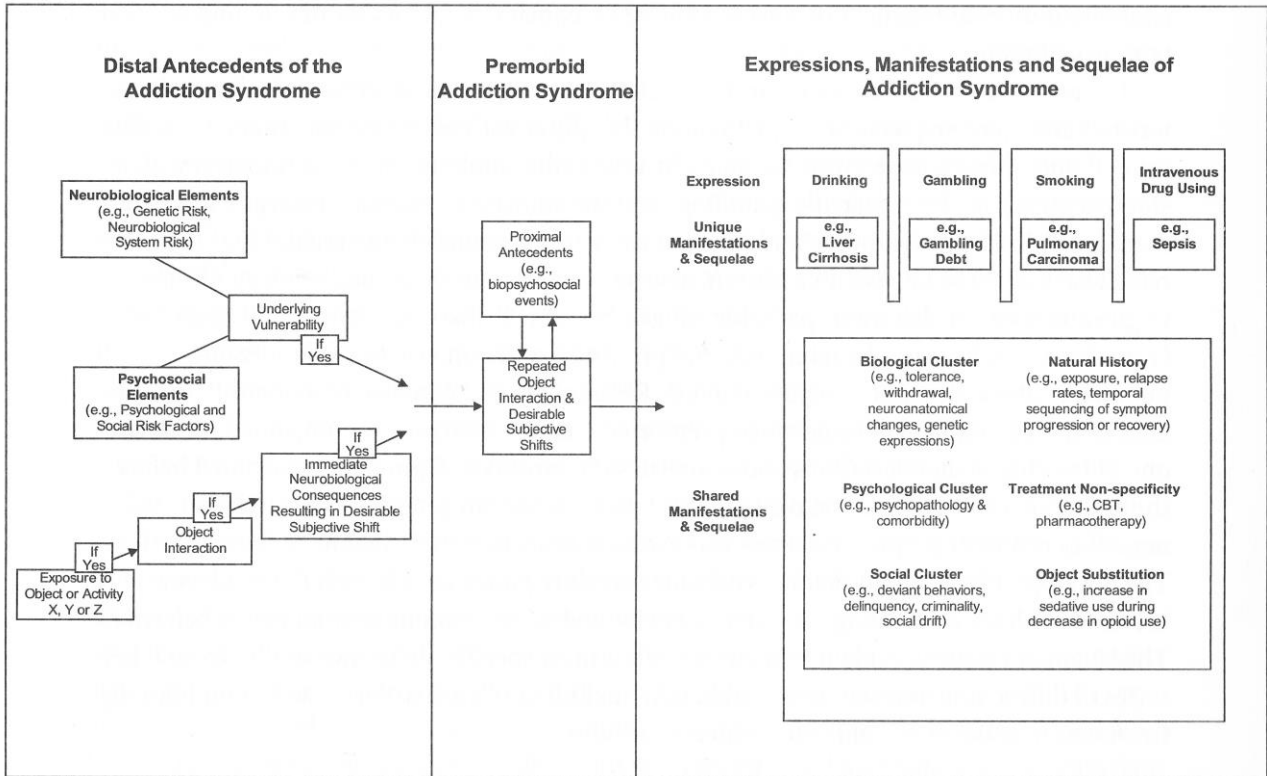 Distal Antecedents of the
Addiction Syndrome
Neurobiological Elements
(e.g., Genetic Risk,
Neurobiological
System Risk)
Underlying
Vulnerability
If
Yes
Psychosocial
Elements
(e.g., Psychological and
Social Risk Factors)
If
Yes
Immediate
Neurobiological
Consequences
Resulting in Desirable
Subjective Shift
If
Yes
Object
Interaction
If
Yes
Exposure to
Object or Activity
X, Y or Z
Premorbid
Addiction Syndrome
Proximal
Antecedents
(e.g.,
biopsychosocial
events)
Repeated
Object
Interaction &
Desirable
Subjective
Shifts
Expressions, Manifestations and Sequelae of
Addiction Syndrome
Expression
Drinking
Gambling
Smoking
Intravenous
Drug Using
Unique
Manifestations
& Sequelae
e.g.,
Liver
Cirrhosis
e.g.,
Gambling
Debt
e.g.,
Pulmonary
Carcinoma
e.g.,
Sepsis
Shared
Manifestations
& Sequelae
Biological Cluster
(e.g., tolerance,
withdrawal,
neuroanatomical
changes, genetic
expressions)
Natural History
(e.g., exposure, relapse
rates, temporal
sequencing of symptom
progression or recovery)
Psychological Cluster
(e.g., psychopathology &
comorbidity)
Treatment Non-specificity
(e.g., CBT,
pharmacotherapy)
Social Cluster
(e.g., deviant behaviors,
delinquency, criminality,
social drift)
Object Substitution
(e.g., increase in
sedative use during
decrease in opioid use)